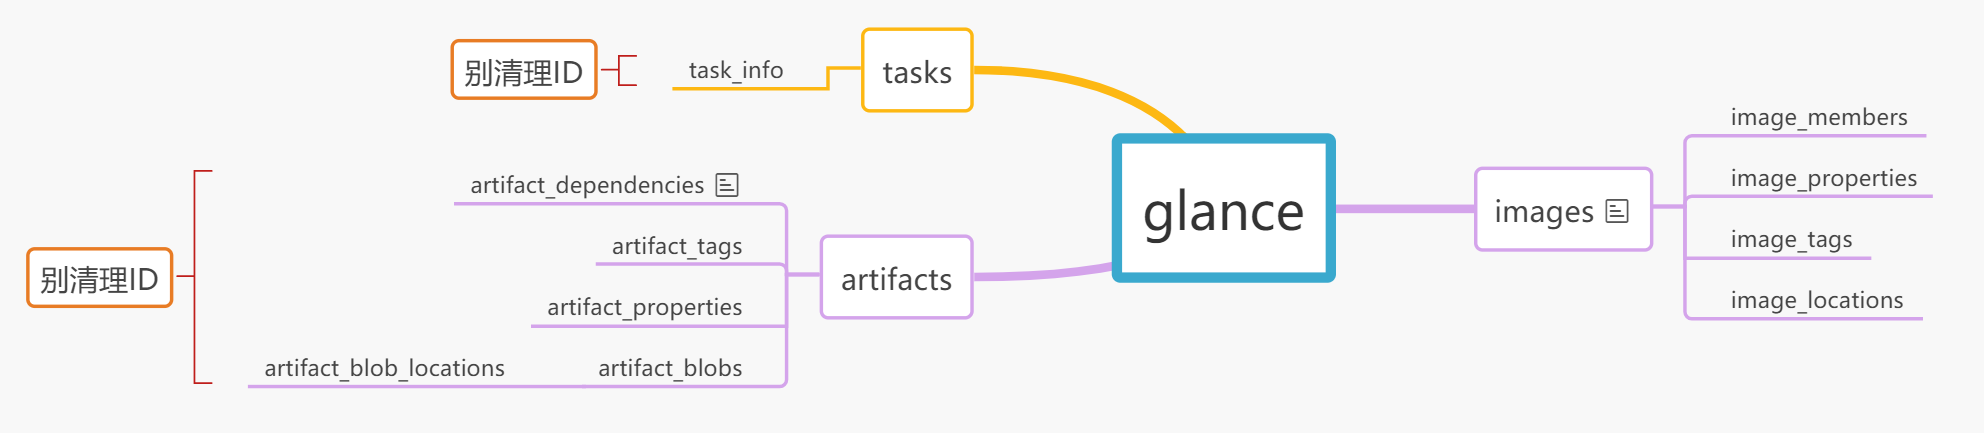 glance
tasks
task_info
别清理ID
artifacts
artifact_dependencies
artifact_tags
artifact_properties
artifact_blobs
artifact_blob_locations
别清理ID
images
image_members
image_properties
image_tags
image_locations